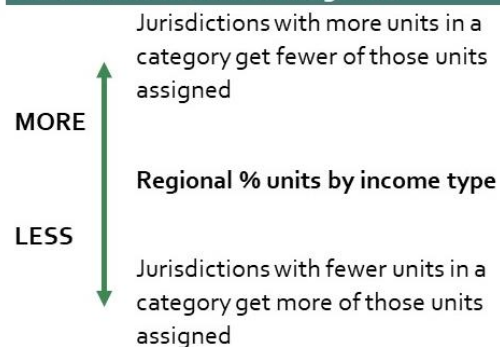 Jurisdictions with more units in a
category get fewer of those units
assigned
MORE
Regional % units by income type
LESS
Jurisdictions with fewer units in a
category get more of those units
assigned